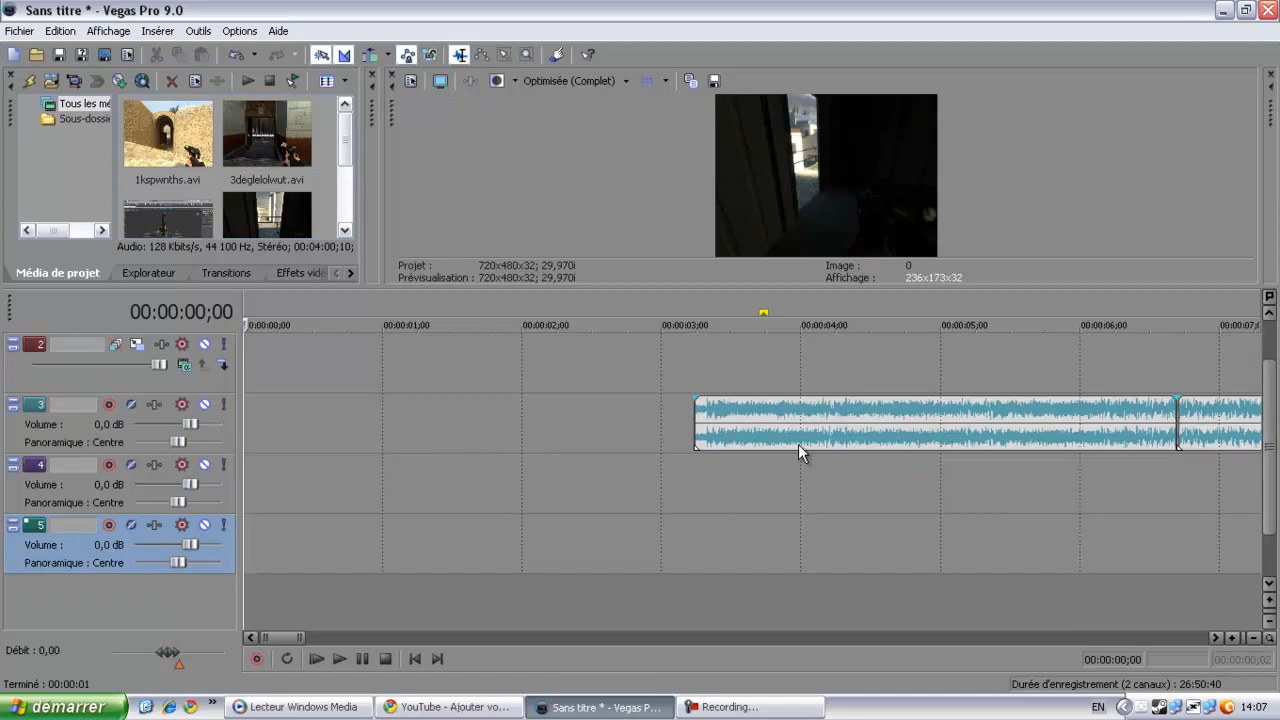 Sans titre * - Vegas Pro 9.0
Fichier Edition Affichage Insérer Outils Options Aide
Optimisée (Complet)
Tous les mé
Sous-dossie
1kspwnths.avi
3deglelolwut.avi
Audio: 128 Kbits/s, 44 100 Hz, Stéréo; 00:04:00;10;
Média de projet Explorateur Transitions Effets vidé
Projet : 720x480x32; 29,970i
Prévisualisation : 720x480x32; 29,970i
Image : 0
Affichage : 236x173x32
00:00:00;00
0:00:00;00 00:00:01;00 00:00:02;00 00:00:03;00 00:00:04;00 00:00:05;00 00:00:06;00 00:00:07;0
2
3
Volume : 0,0 dB
Panoramique : Centre
4
Volume : 0,0 dB
Panoramique : Centre
5
Volume : 0,0 dB
Panoramique : Centre
Débit : 0,00
00:00:00;00 00:00:00;02
Terminé : 00:00:01
Durée d'enregistrement (2 canaux) : 26:50:40
démarrer
Lecteur Windows Media
YouTube - Ajouter vo...
Sans titre * - Vegas P...
Recording...
EN
14:07